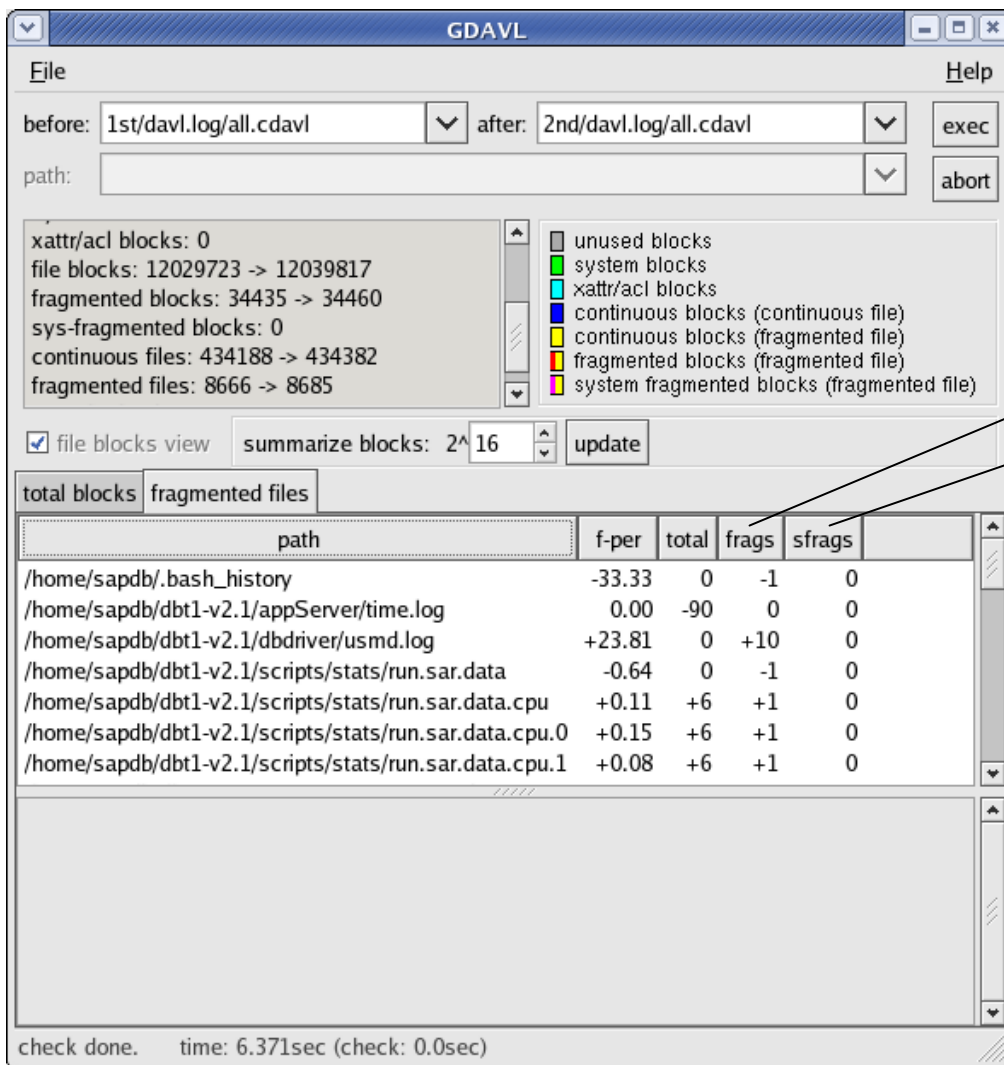 GDAVL
File Help
before: 1st/davl.log/all.cdavl after: 2nd/davl.log/all.cdavl exec
path: abort
xattr/acl blocks: 0
file blocks: 12029723 -> 12039817
fragmented blocks: 34435 -> 34460
sys-fragmented blocks: 0
continuous files: 434188 -> 434382
fragmented files: 8666 -> 8685
unused blocks
system blocks
xattr/acl blocks
continuous blocks (continuous file)
continuous blocks (fragmented file)
fragmented blocks (fragmented file)
system fragmented blocks (fragmented file)
file blocks view summarize blocks: 2^ 16 update
total blocks fragmented files
path f-per total frags sfrags
/home/sapdb/.bash_history -33.33 0 -1 0
/home/sapdb/dbt1-v2.1/appServer/time.log 0.00 -90 0 0
/home/sapdb/dbt1-v2.1/dbdriver/usmd.log +23.81 0 +10 0
/home/sapdb/dbt1-v2.1/scripts/stats/run.sar.data -0.64 0 -1 0
/home/sapdb/dbt1-v2.1/scripts/stats/run.sar.data.cpu +0.11 +6 +1 0
/home/sapdb/dbt1-v2.1/scripts/stats/run.sar.data.cpu.0 +0.15 +6 +1 0
/home/sapdb/dbt1-v2.1/scripts/stats/run.sar.data.cpu.1 +0.08 +6 +1 0
check done. time: 6.371sec (check: 0.0sec)